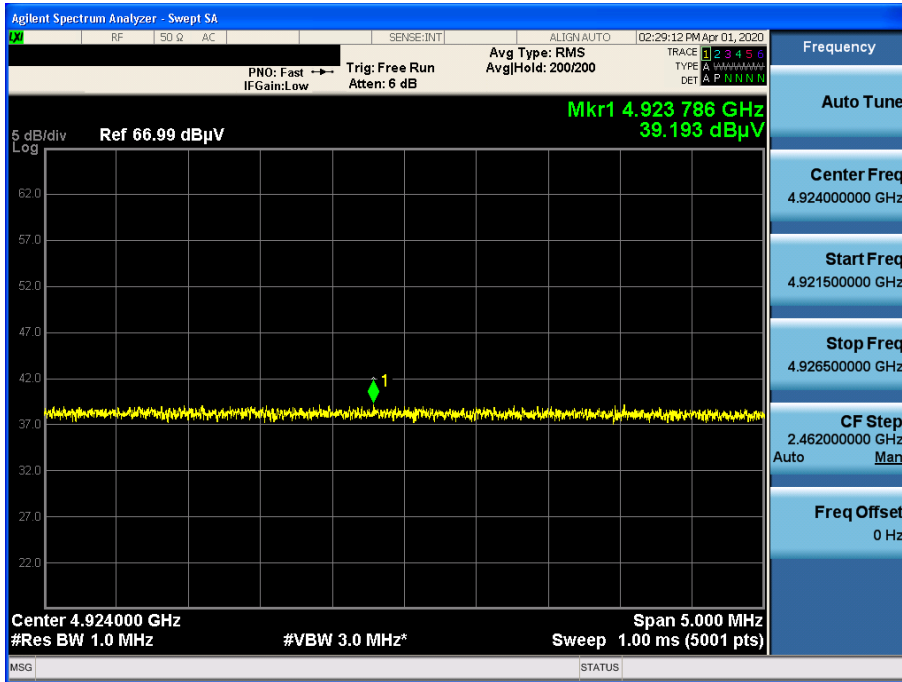 Agilent Spectrum Analyzer - Swept SA
LXI RF 50 Ω AC SENSE:INT ALIGN AUTO 02:29:12 PM Apr 01, 2020
PNO: Fast
IFGain:Low
Trig: Free Run
Atten: 6 dB
Avg Type: RMS
Avg|Hold: 200/200
TRACE 1 2 3 4 5 6
TYPE A
DET A P N N N N
Mkr1 4.923 786 GHz
39.193 dBµV
5 dB/div Ref 66.99 dBµV
Log
62.0
57.0
52.0
47.0
42.0
37.0
32.0
27.0
22.0
1
Center 4.924000 GHz Span 5.000 MHz
#Res BW 1.0 MHz #VBW 3.0 MHz* Sweep 1.00 ms (5001 pts)
MSG STATUS
Frequency
Auto Tune
Center Freq
4.924000000 GHz
Start Freq
4.921500000 GHz
Stop Freq
4.926500000 GHz
CF Step
2.462000000 GHz
Auto Man
Freq Offset
0 Hz